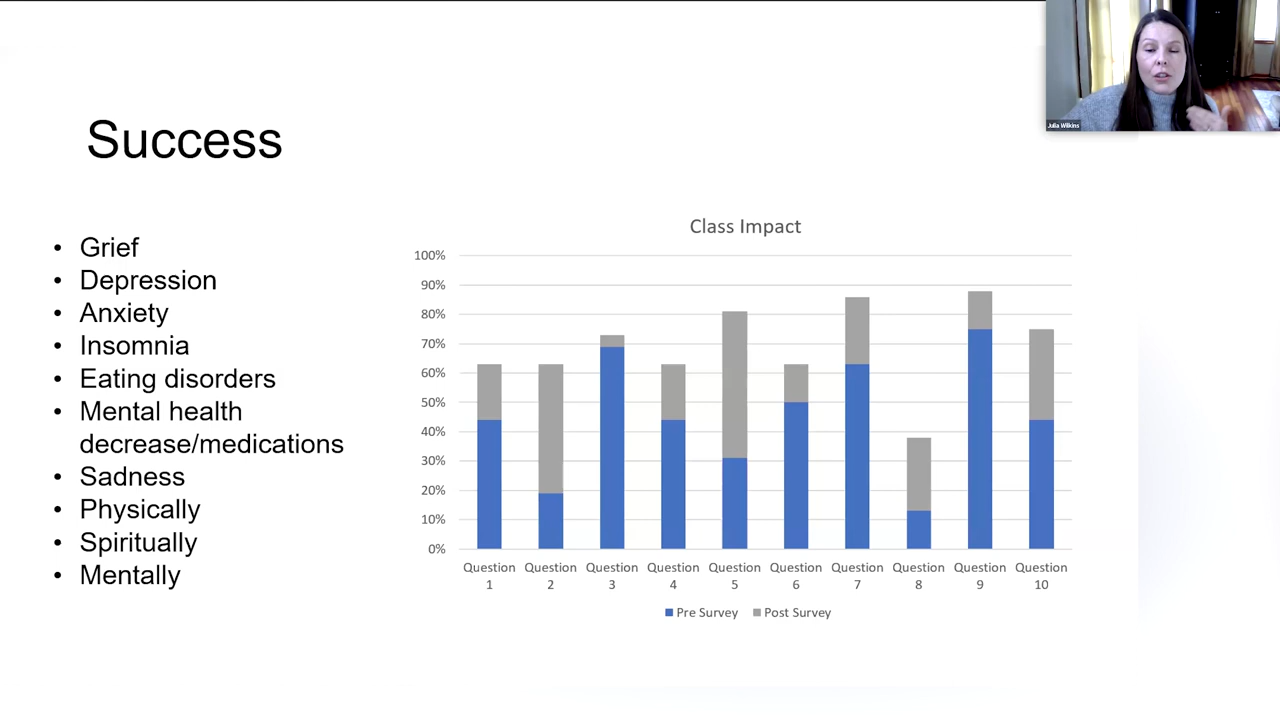 Julia Wilkins
Success
• Grief
• Depression
• Anxiety
• Insomnia
• Eating disorders
• Mental health
decrease/medications
• Sadness
• Physically
• Spiritually
• Mentally
Class Impact
100%
90%
80%
70%
60%
50%
40%
30%
20%
10%
0%
Question 1
Question 2
Question 3
Question 4
Question 5
Question 6
Question 7
Question 8
Question 9
Question 10
Pre Survey
Post Survey